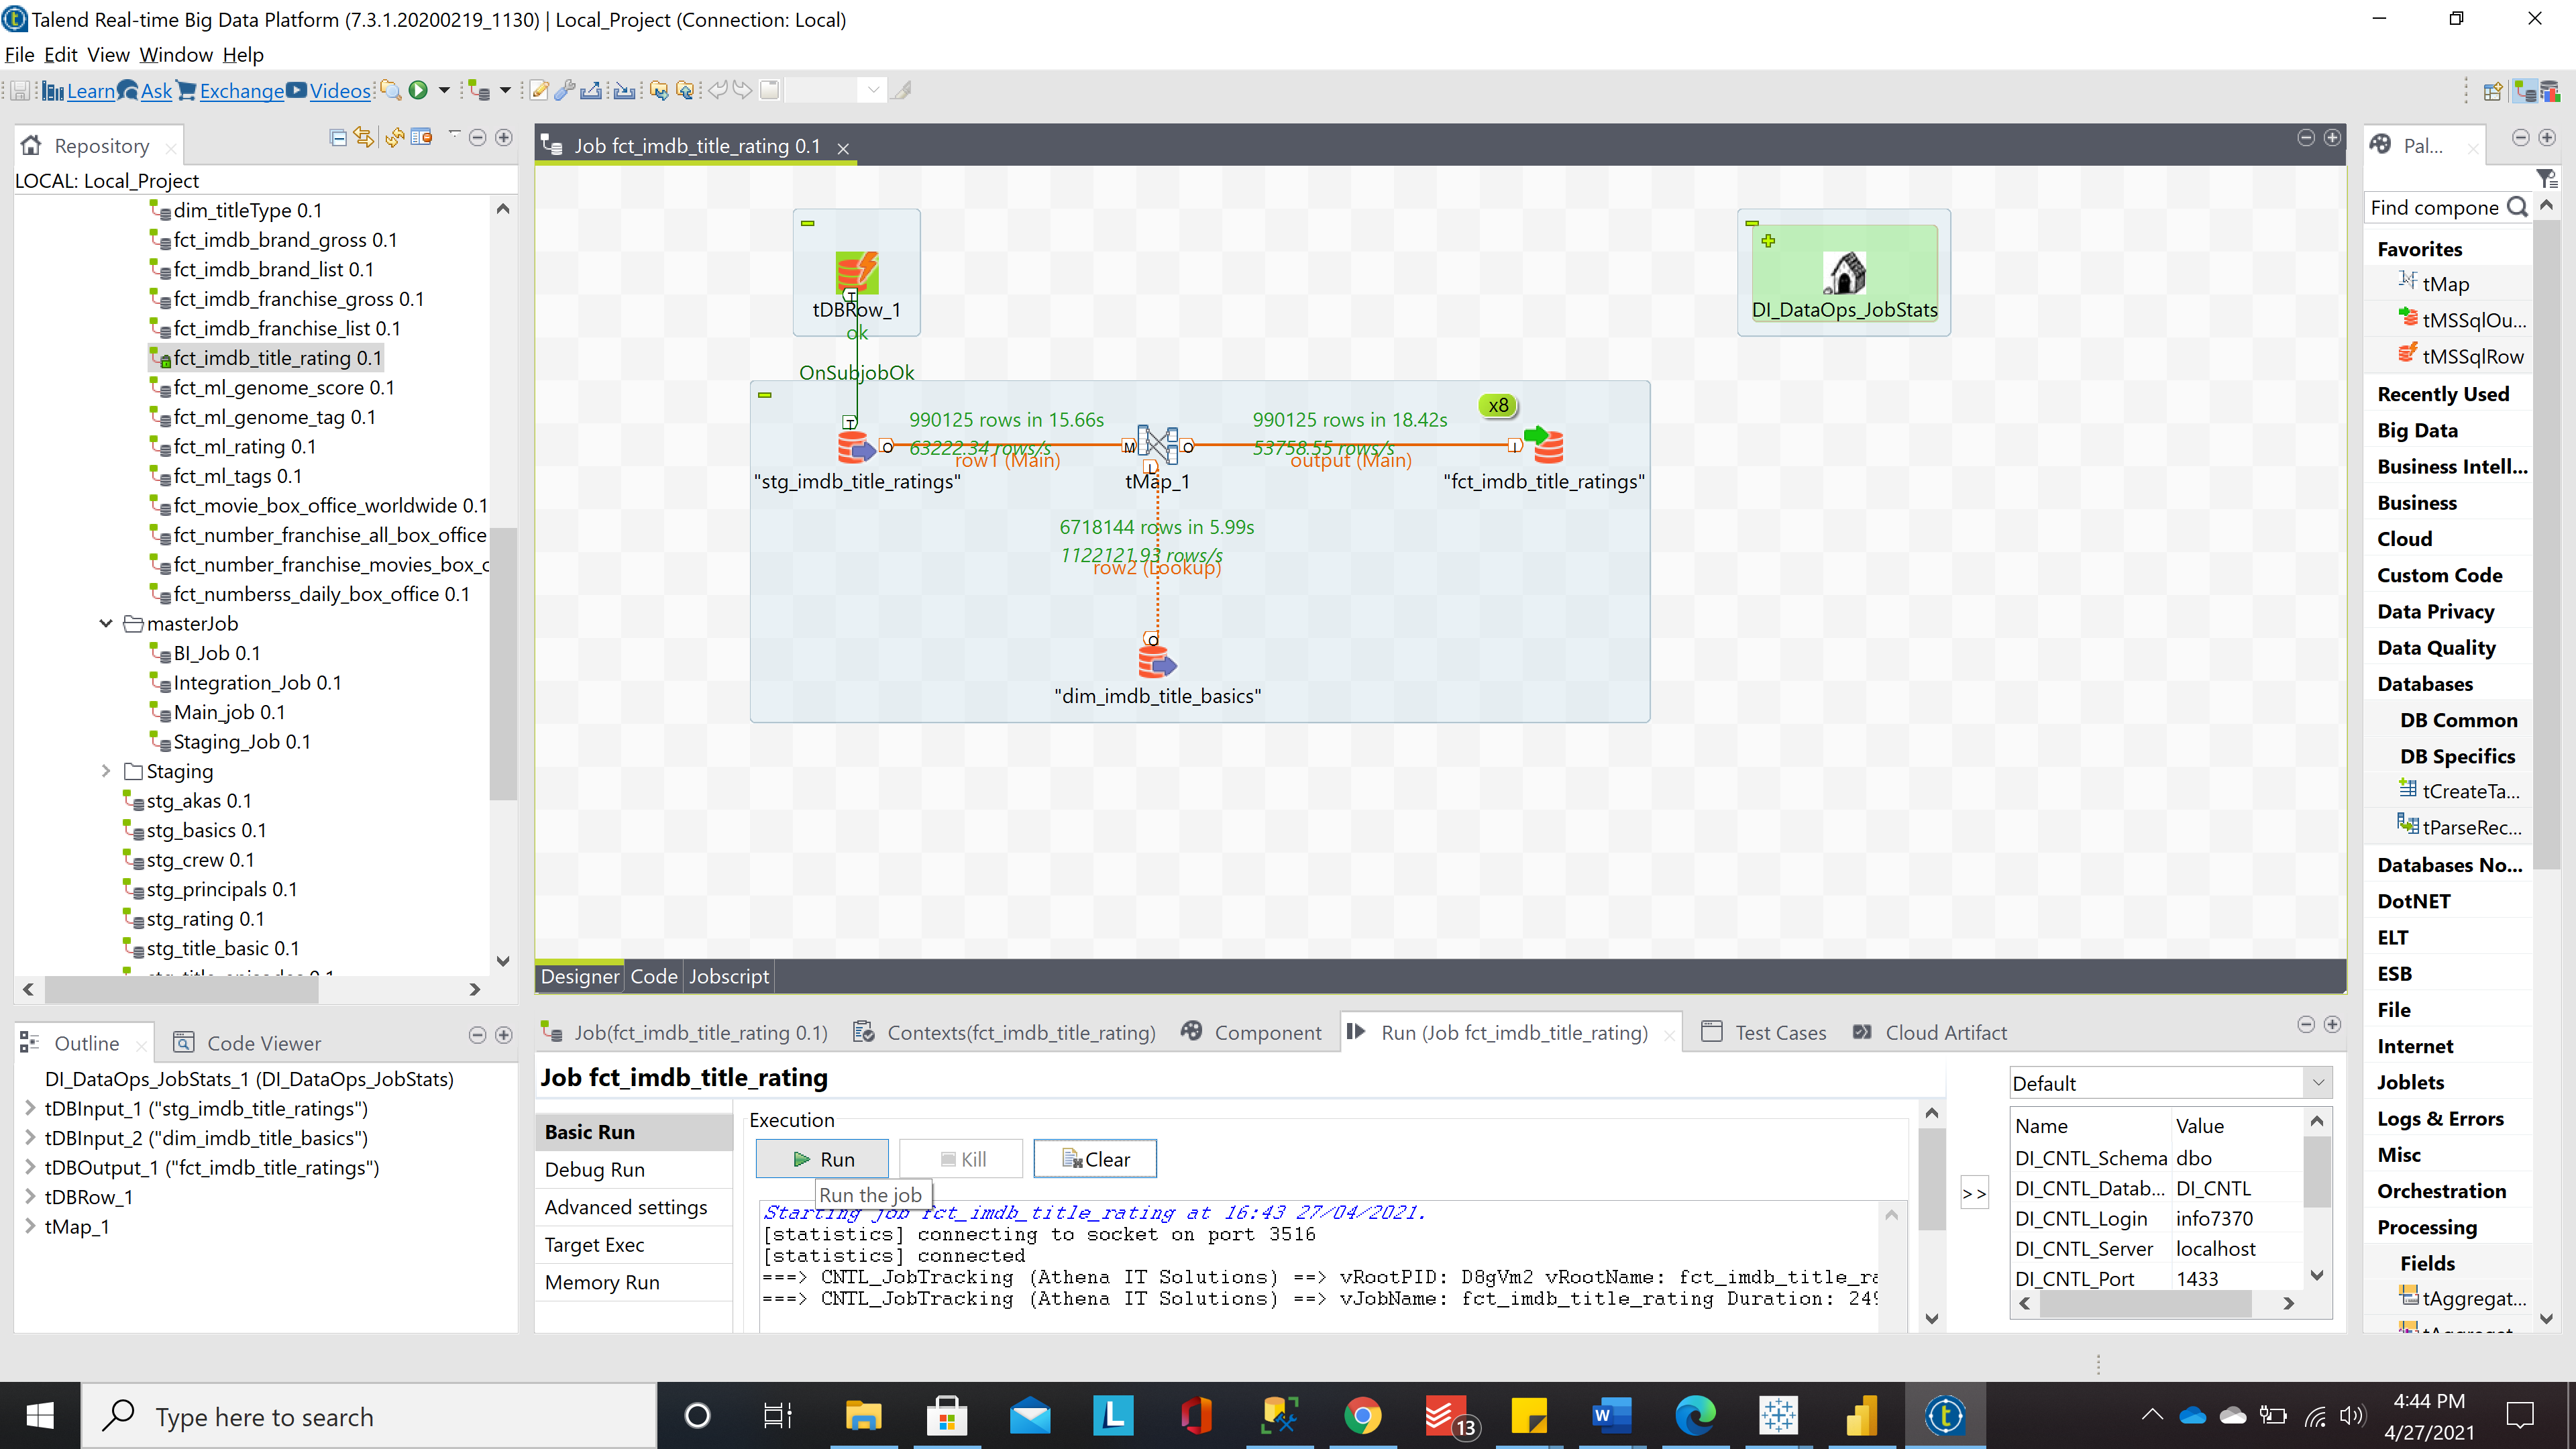 Talend Real-time Big Data Platform (7.3.1.20200219_1130) | Local_Project (Connection: Local)
File Edit View Window Help
Learn Ask Exchange Videos
Repository
LOCAL: Local_Project
dim_titleType 0.1
fct_imdb_brand_gross 0.1
fct_imdb_brand_list 0.1
fct_imdb_franchise_gross 0.1
fct_imdb_franchise_list 0.1
fct_imdb_title_rating 0.1
fct_ml_genome_score 0.1
fct_ml_genome_tag 0.1
fct_ml_rating 0.1
fct_ml_tags 0.1
fct_movie_box_office_worldwide 0.1
fct_number_franchise_all_box_office
fct_number_franchise_movies_box_c
fct_numberss_daily_box_office 0.1
masterJob
BI_Job 0.1
Integration_Job 0.1
Main_job 0.1
Staging_Job 0.1
Staging
stg_akas 0.1
stg_basics 0.1
stg_crew 0.1
stg_principals 0.1
stg_rating 0.1
stg_title_basic 0.1
Job fct_imdb_title_rating 0.1
tDBRow_1
ok
OnSubjobOk
DI_DataOps_JobStats
990125 rows in 15.66s
63222.34 rows/s
row1 (Main)
990125 rows in 18.42s
53758.55 rows/s
output (Main)
x8
"stg_imdb_title_ratings"
tMap_1
"fct_imdb_title_ratings"
6718144 rows in 5.99s
1122121.93 rows/s
row2 (Lookup)
"dim_imdb_title_basics"
Designer Code Jobscript
Pal...
Find compone
Favorites
tMap
tMSSqlOu...
tMSSqlRow
Recently Used
Big Data
Business Intell...
Business
Cloud
Custom Code
Data Privacy
Data Quality
Databases
DB Common
DB Specifics
tCreateTa...
tParseRec...
Databases No...
DotNET
ELT
ESB
File
Internet
Joblets
Logs & Errors
Misc
Orchestration
Processing
Fields
tAggregat...
Outline
Code Viewer
DI_DataOps_JobStats_1 (DI_DataOps_JobStats)
tDBInput_1 ("stg_imdb_title_ratings")
tDBInput_2 ("dim_imdb_title_basics")
tDBOutput_1 ("fct_imdb_title_ratings")
tDBRow_1
tMap_1
Job(fct_imdb_title_rating 0.1)
Contexts(fct_imdb_title_rating)
Component
Run (Job fct_imdb_title_rating)
Test Cases
Cloud Artifact
Job fct_imdb_title_rating
Basic Run
Debug Run
Advanced settings
Target Exec
Memory Run
Execution
Run
Kill
Clear
Run the job
Starting job fct_imdb_title_rating at 16:43 27/04/2021.
[statistics] connecting to socket on port 3516
[statistics] connected
===> CNTL_JobTracking (Athena IT Solutions) ==> vRootPID: D8gVm2 vRootName: fct_imdb_title_ra
===> CNTL_JobTracking (Athena IT Solutions) ==> vJobName: fct_imdb_title_rating Duration: 249
>>
Default
Name Value
DI_CNTL_Schema dbo
DI_CNTL_Datab... DI_CNTL
DI_CNTL_Login info7370
DI_CNTL_Server localhost
DI_CNTL_Port 1433
Type here to search
13
4:44 PM
4/27/2021